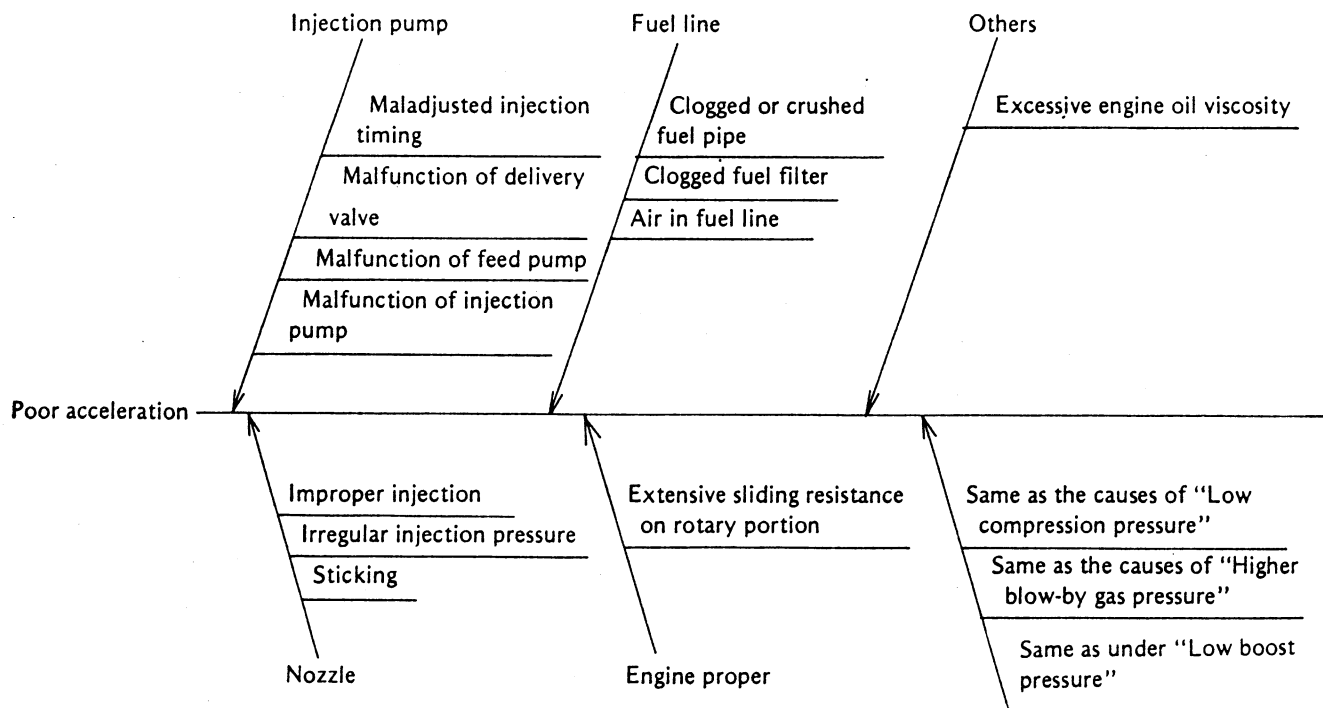 Injection pump
Fuel line
Others
Maladjusted injection
timing
Malfunction of delivery
valve
Malfunction of feed pump
Malfunction of injection
pump
Clogged or crushed
fuel pipe
Clogged fuel filter
Air in fuel line
Excessive engine oil viscosity
Poor acceleration
Improper injection
Irregular injection pressure
Sticking
Nozzle
Extensive sliding resistance
on rotary portion
Engine proper
Same as the causes of “Low
compression pressure”
Same as the causes of “Higher
blow-by gas pressure”
Same as under “Low boost
pressure”